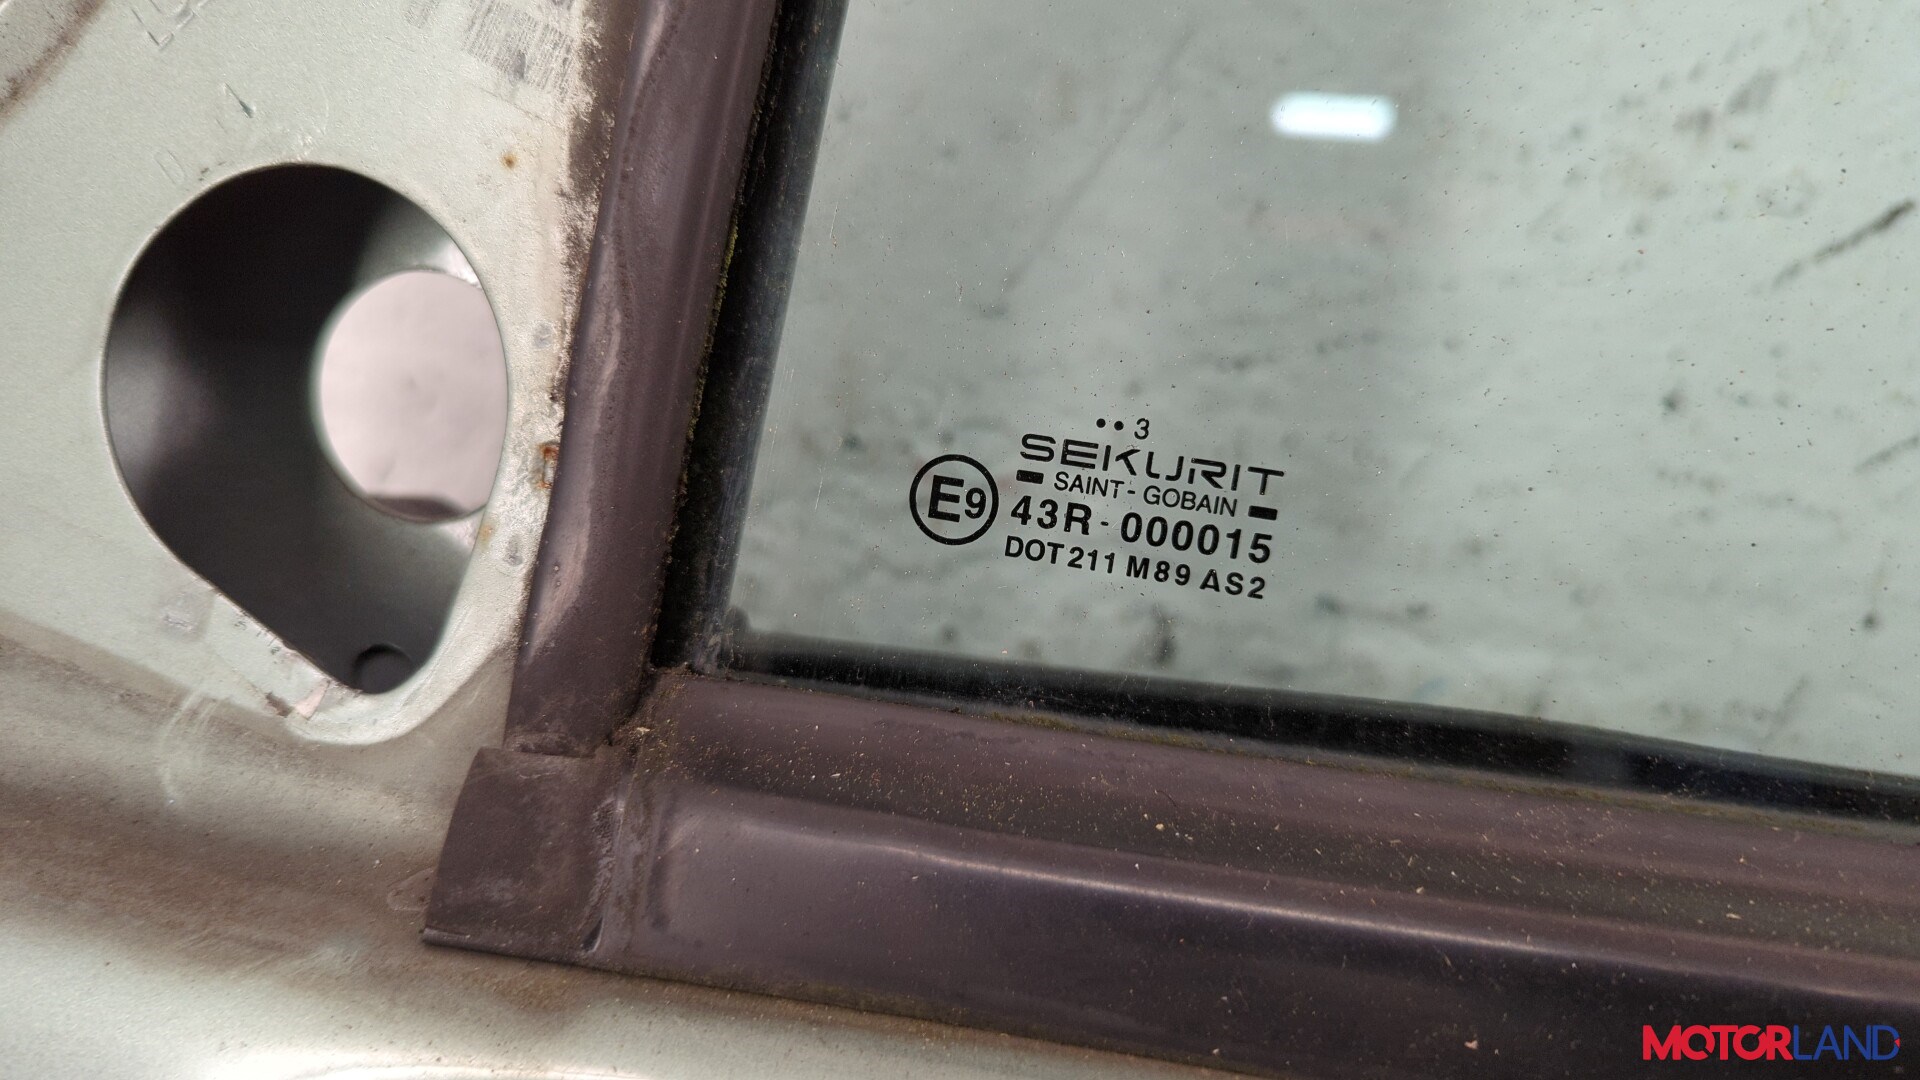 ••3
SEKURIT
SAINT-GOBAIN
E9
43R-000015
DOT 211 M89 AS2
MOTORLAND